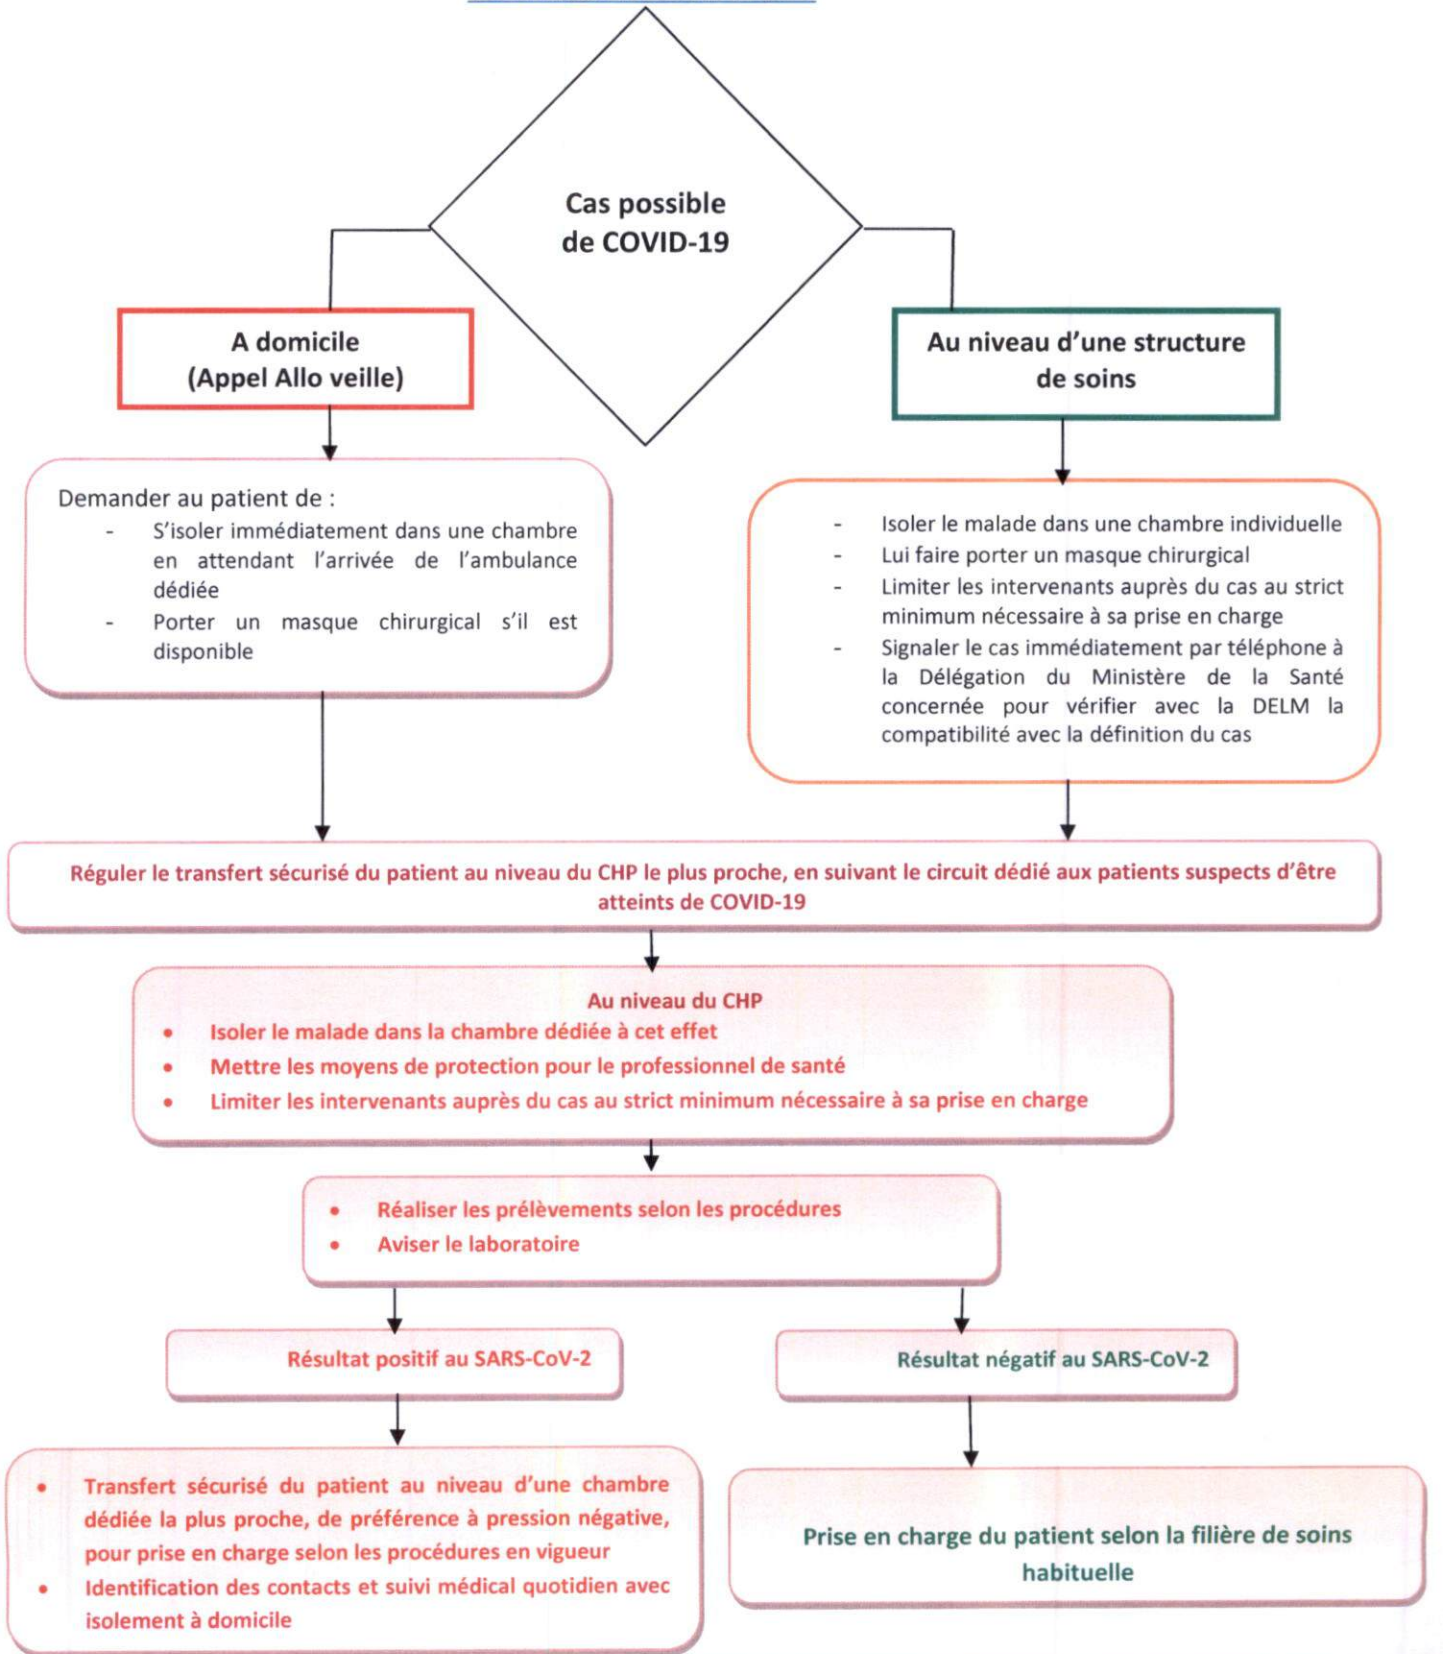 Cas possible
de COVID-19
A domicile
(Appel Allo veille)
Au niveau d'une structure
de soins
Demander au patient de :
- S'isoler immédiatement dans une chambre
en attendant l'arrivée de l'ambulance
dédiée
- Porter un masque chirurgical s'il est
disponible
- Isoler le malade dans une chambre individuelle
- Lui faire porter un masque chirurgical
- Limiter les intervenants auprès du cas au strict
minimum nécessaire à sa prise en charge
- Signaler le cas immédiatement par téléphone à
la Délégation du Ministère de la Santé
concernée pour vérifier avec la DELM la
compatibilité avec la définition du cas
Réguler le transfert sécurisé du patient au niveau du CHP le plus proche, en suivant le circuit dédié aux patients suspects d'être
atteints de COVID-19
Au niveau du CHP
• Isoler le malade dans la chambre dédiée à cet effet
• Mettre les moyens de protection pour le professionnel de santé
• Limiter les intervenants auprès du cas au strict minimum nécessaire à sa prise en charge
• Réaliser les prélèvements selon les procédures
• Aviser le laboratoire
Résultat positif au SARS-CoV-2
Résultat négatif au SARS-CoV-2
• Transfert sécurisé du patient au niveau d'une chambre
dédiée la plus proche, de préférence à pression négative,
pour prise en charge selon les procédures en vigueur
• Identification des contacts et suivi médical quotidien avec
isolement à domicile
Prise en charge du patient selon la filière de soins
habituelle